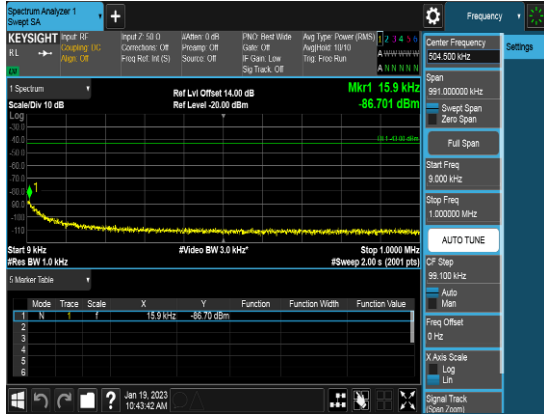 Spectrum Analyzer 1
Swept SA
+
Frequency
KEYSIGHT
RL
Input: RF
Coupling: DC
Align: Off
Input Z: 50 Ω
Corrections: Off
Freq Ref: Int (S)
#Atten: 0 dB
Preamp: Off
Source: Off
PNO: Best Wide
Gate: Off
IF Gain: Low
Sig Track: Off
Avg Type: Power (RMS)
Avg|Hold: 10/10
Trig: Free Run
1 2 3 4 5 6
A W W W W W
A N N N N N
1 Spectrum
Scale/Div 10 dB
Ref Lvl Offset 14.00 dB
Ref Level -20.00 dBm
Mkr1 15.9 kHz
-86.701 dBm
Log
-30.0
-40.0
-50.0
-60.0
-70.0
-80.0
-90.0
-100
-110
DL1 -43.00 dBm
1
Start 9 kHz
#Res BW 1.0 kHz
#Video BW 3.0 kHz*
Stop 1.0000 MHz
#Sweep 2.00 s (2001 pts)
5 Marker Table
Mode Trace Scale X Y Function Function Width Function Value
1 N 1 f 15.9 kHz -86.70 dBm
2
3
4
5
6
Jan 19, 2023
10:43:42 AM
Center Frequency
504.500 kHz
Settings
Span
991.000000 kHz
Swept Span
Zero Span
Full Span
Start Freq
9.000 kHz
Stop Freq
1.000000 MHz
AUTO TUNE
CF Step
99.100 kHz
Auto
Man
Freq Offset
0 Hz
X Axis Scale
Log
Lin
Signal Track
(Span Zoom)